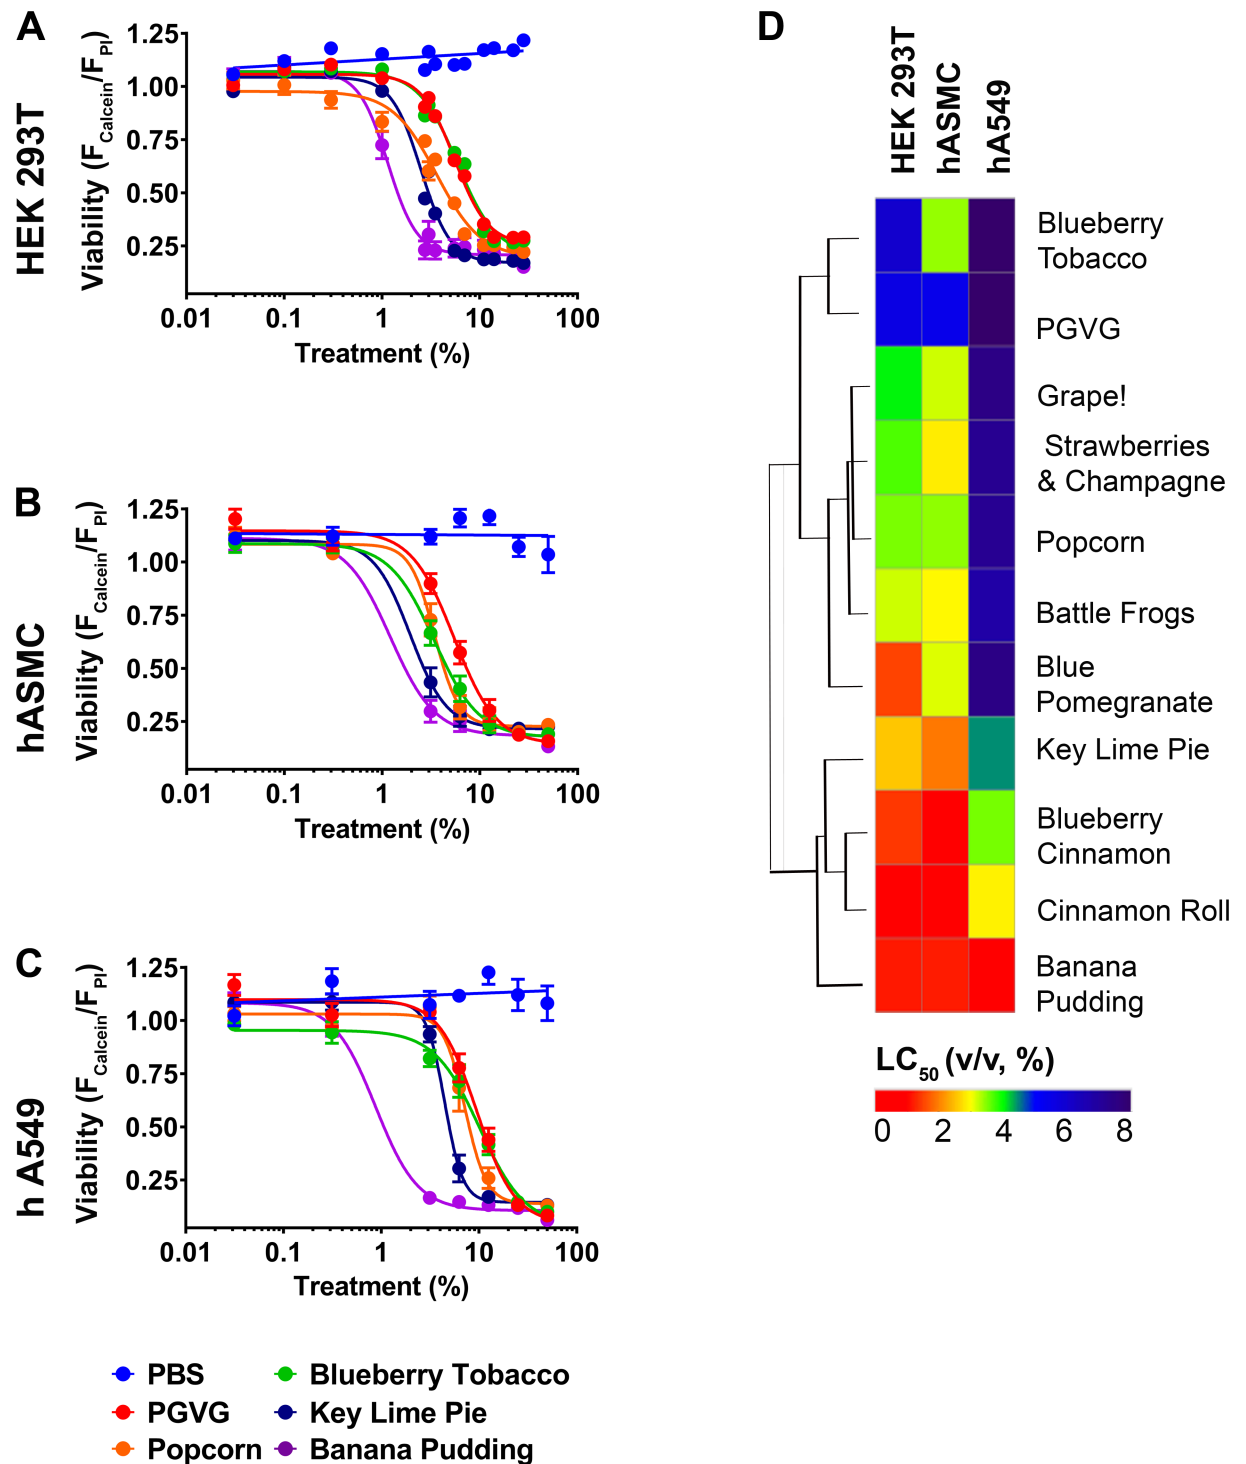 A
HEK 293T
Viability (F_Calcein/F_PI)
1.25
1.00
0.75
0.50
0.25
0.01 0.1 1 10 100
Treatment (%)
B
hASMC
Viability (F_Calcein/F_PI)
1.25
1.00
0.75
0.50
0.25
0.01 0.1 1 10 100
Treatment (%)
C
h A549
Viability (F_Calcein/F_PI)
1.25
1.00
0.75
0.50
0.25
0.01 0.1 1 10 100
Treatment (%)
PBS
PGVG
Popcorn
Blueberry Tobacco
Key Lime Pie
Banana Pudding
D
HEK 293T
hASMC
hA549
Blueberry
Tobacco
PGVG
Grape!
Strawberries
& Champagne
Popcorn
Battle Frogs
Blue
Pomegranate
Key Lime Pie
Blueberry
Cinnamon
Cinnamon Roll
Banana
Pudding
LC50 (v/v, %)
0 2 4 6 8